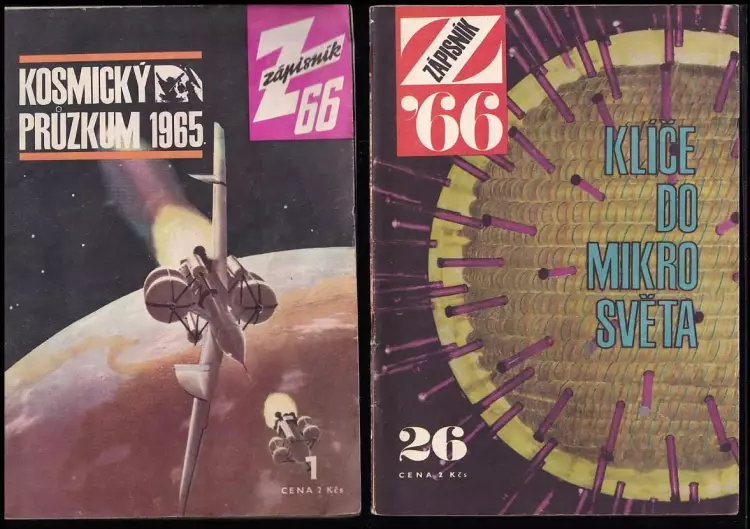 KOSMICKÝ
PRŮZKUM 1965
Zápisník
66
1
CENA 2 Kčs
Z
ZÁPISNÍK
'66
KLÍČE
DO
MIKRO
SVĚTA
26
CENA 2 Kčs